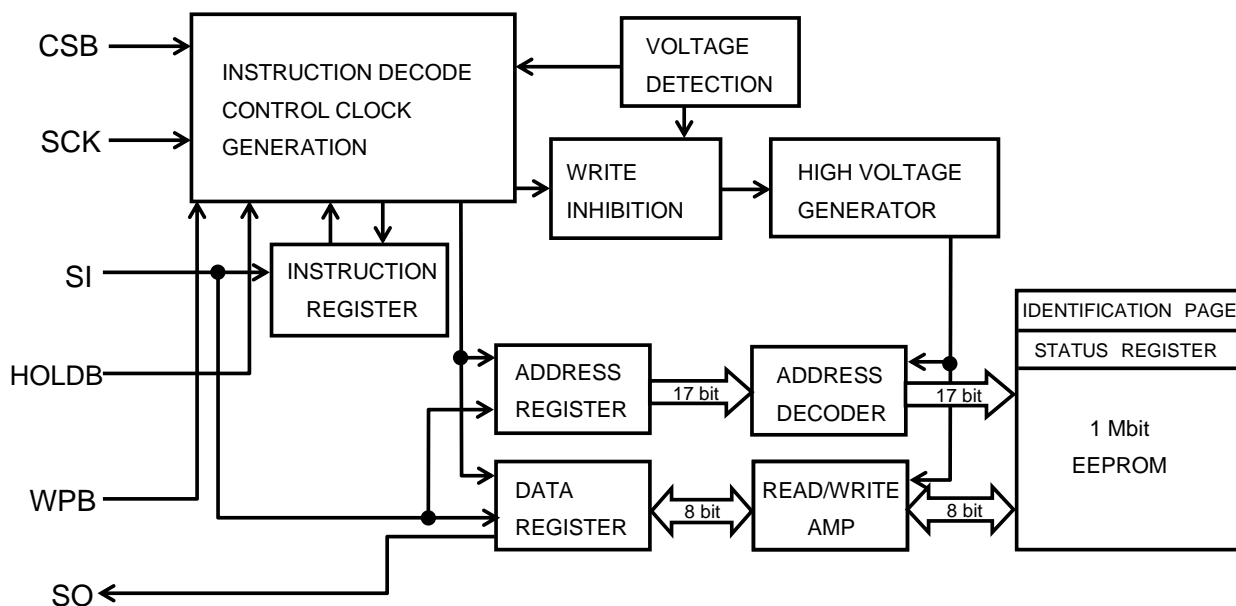 CSB
SCK
SI
HOLDB
WPB
SO
INSTRUCTION DECODE
CONTROL CLOCK
GENERATION
VOLTAGE
DETECTION
WRITE
INHIBITION
HIGH VOLTAGE
GENERATOR
INSTRUCTION
REGISTER
ADDRESS
REGISTER
17 bit
ADDRESS
DECODER
17 bit
DATA
REGISTER
8 bit
READ/WRITE
AMP
8 bit
IDENTIFICATION PAGE
STATUS REGISTER
1 Mbit
EEPROM